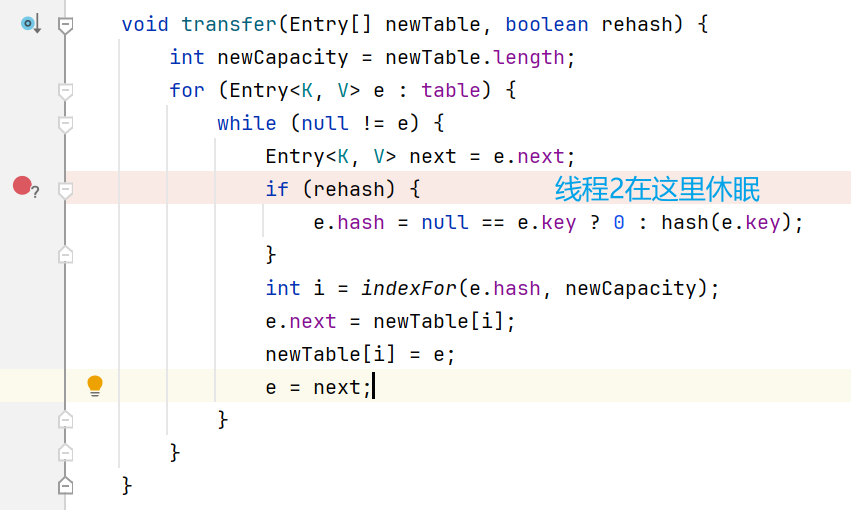 void transfer(Entry[] newTable, boolean rehash) {
int newCapacity = newTable.length;
for (Entry<K, V> e : table) {
while (null != e) {
Entry<K, V> next = e.next;
if (rehash) { 线程2在这里休眠
e.hash = null == e.key ? 0 : hash(e.key);
}
int i = indexFor(e.hash, newCapacity);
e.next = newTable[i];
newTable[i] = e;
e = next;
}
}
}